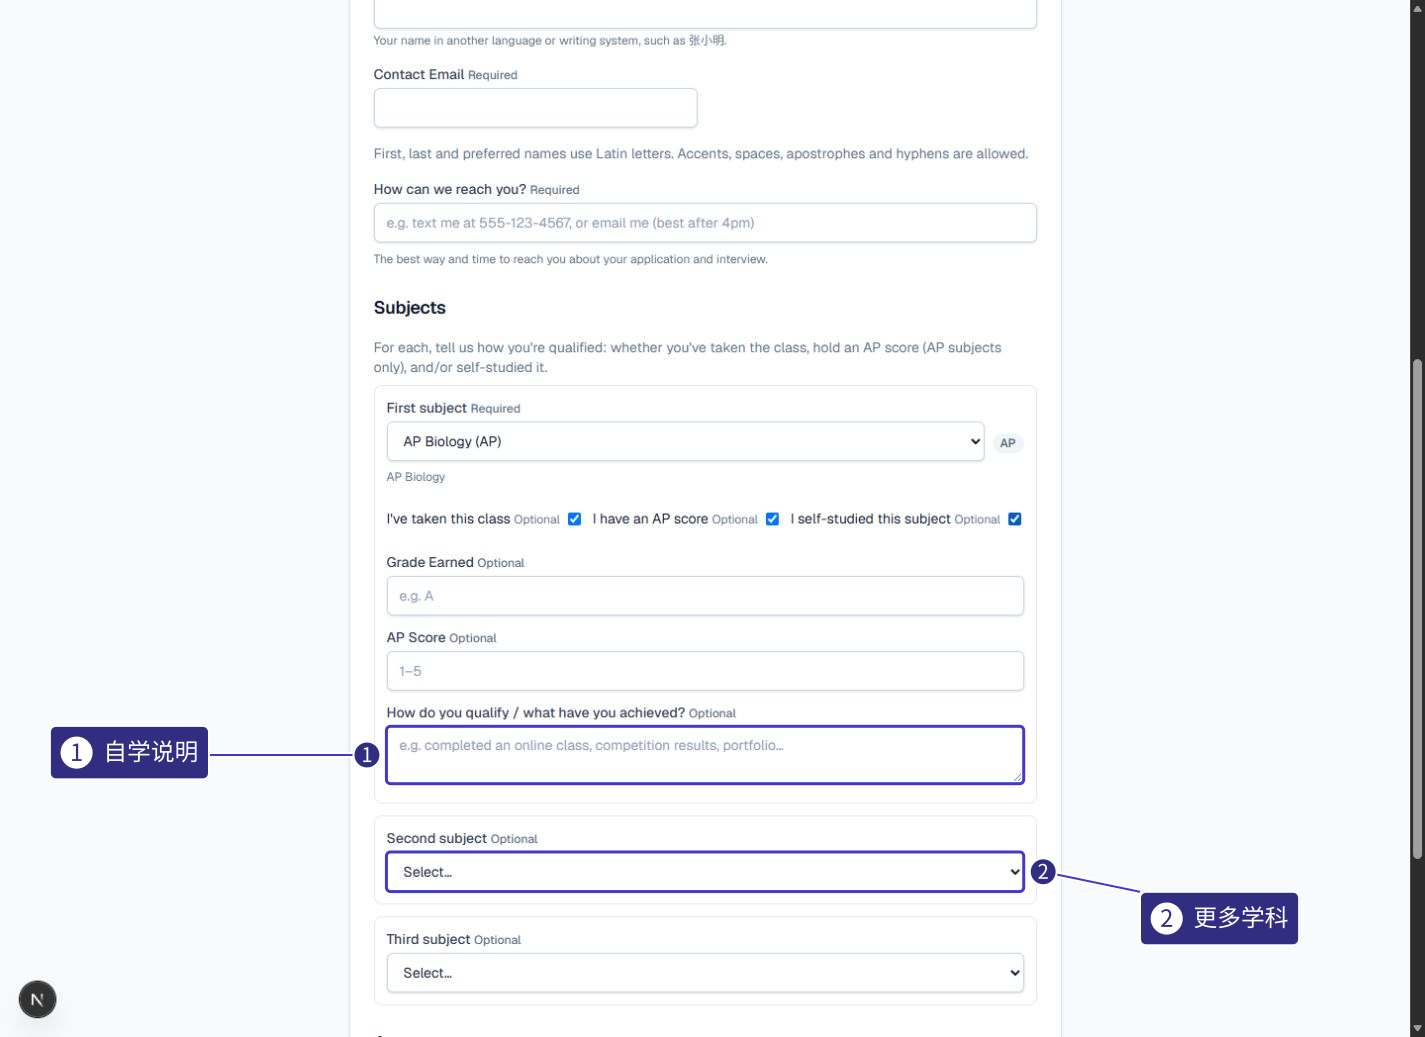 Your name in another language or writing system, such as 张小明.
Contact Email Required
First, last and preferred names use Latin letters. Accents, spaces, apostrophes and hyphens are allowed.
How can we reach you? Required
e.g. text me at 555-123-4567, or email me (best after 4pm)
The best way and time to reach you about your application and interview.
Subjects
For each, tell us how you're qualified: whether you've taken the class, hold an AP score (AP subjects
only), and/or self-studied it.
First subject Required
AP Biology (AP)
AP
AP Biology
I've taken this class Optional I have an AP score Optional I self-studied this subject Optional
Grade Earned Optional
e.g. A
AP Score Optional
1–5
How do you qualify / what have you achieved? Optional
1 自学说明
1
e.g. completed an online class, competition results, portfolio...
Second subject Optional
Select...
2
2 更多学科
Third subject Optional
Select...
N